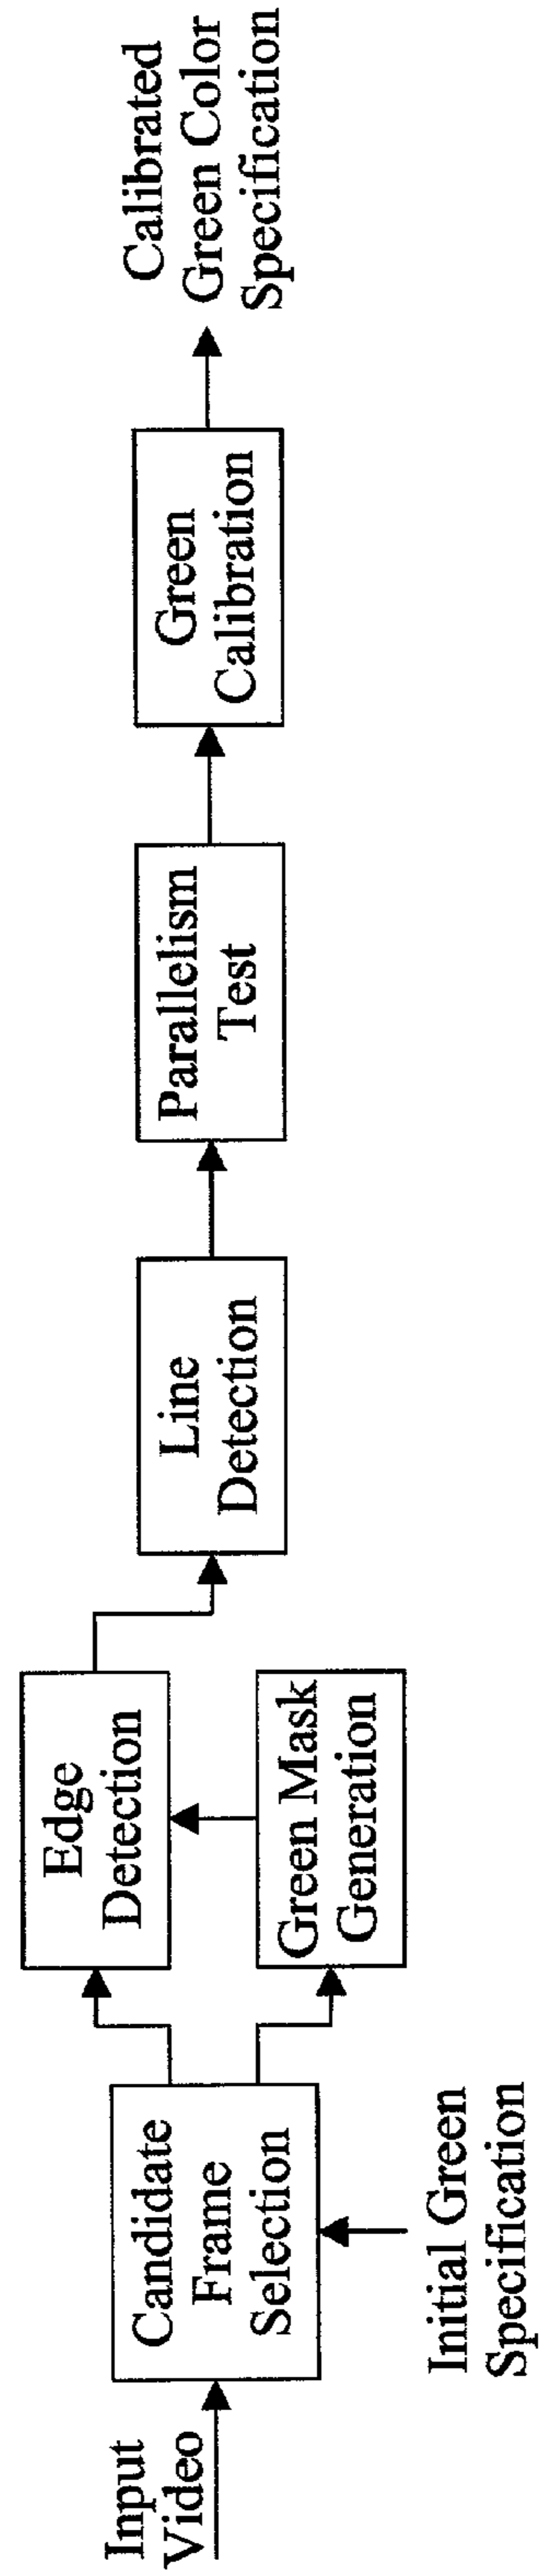 Input
Video
Candidate
Frame
Selection
Initial Green
Specification
Edge
Detection
Green Mask
Generation
Line
Detection
Parallelism
Test
Green
Calibration
Calibrated
Green Color
Specification